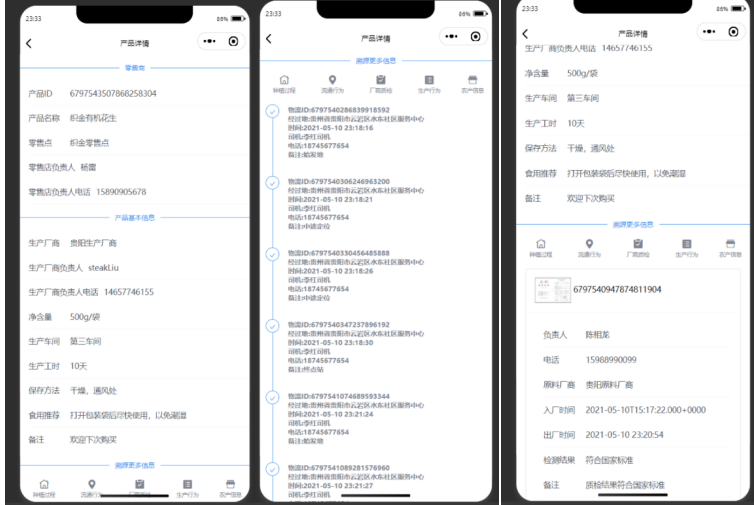 23:33
86%
产品详情
零售商
产品ID 6797543507868258304
产品名称 织金有机花生
零售点 织金零售点
零售店负责人 杨雷
零售店负责人电话 15890905678
产品基本信息
生产厂商 贵阳生产厂商
生产厂商负责人 steakLiu
生产厂商负责人电话 14657746155
净含量 500g/袋
生产车间 第三车间
生产工时 10天
保存方法 干燥，通风处
食用推荐 打开包装袋后尽快使用，以免潮湿
备注 欢迎下次购买
溯源更多信息
种植过程 流通行为 厂商质检 生产行为 农产信息
23:33
86%
产品详情
溯源更多信息
种植过程 流通行为 厂商质检 生产行为 农产信息
物流ID:6797540286839918592
经过地:贵州省贵阳市云岩区水东社区服务中心
时间:2021-05-10 23:18:16
司机:李红司机
电话:18745677654
备注:始发地
物流ID:6797540306246963200
经过地:贵州省贵阳市云岩区水东社区服务中心
时间:2021-05-10 23:18:21
司机:李红司机
电话:18745677654
备注:中途定位
物流ID:6797540330456485888
经过地:贵州省贵阳市云岩区水东社区服务中心
时间:2021-05-10 23:18:26
司机:李红司机
电话:18745677654
备注:中途定位
物流ID:6797540347237896192
经过地:贵州省贵阳市云岩区水东社区服务中心
时间:2021-05-10 23:18:30
司机:李红司机
电话:18745677654
备注:终点站
物流ID:6797541074689593344
经过地:贵州省贵阳市云岩区水东社区服务中心
时间:2021-05-10 23:21:24
司机:李红司机
电话:18745677654
备注:始发地
物流ID:6797541089281576960
经过地:贵州省贵阳市云岩区水东社区服务中心
时间:2021-05-10 23:21:27
司机:李红司机
23:33
86%
产品详情
生产厂商负责人电话 14657746155
净含量 500g/袋
生产车间 第三车间
生产工时 10天
保存方法 干燥，通风处
食用推荐 打开包装袋后尽快使用，以免潮湿
备注 欢迎下次购买
溯源更多信息
种植过程 流通行为 厂商质检 生产行为 农产信息
6797540947874811904
负责人 陈相龙
电话 15988990099
原料厂商 贵阳原料厂商
入厂时间 2021-05-10T15:17:22.000+0000
出厂时间 2021-05-10 23:20:54
检测结果 符合国家标准
备注 质检结果符合国家标准